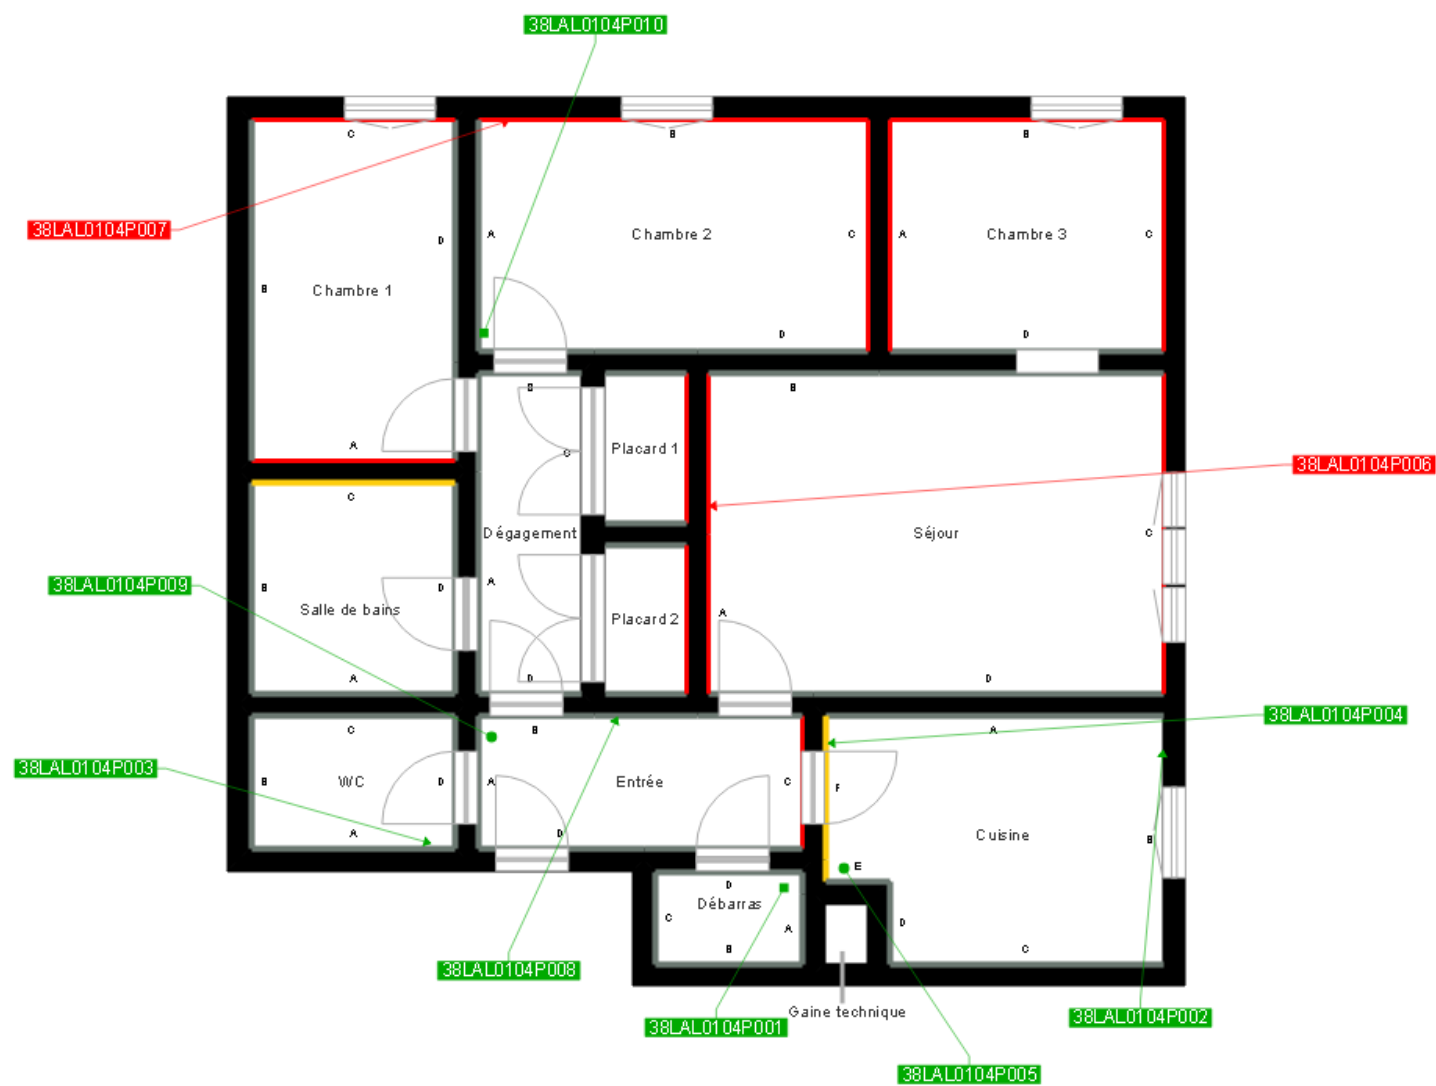 38LAL0104P010
C
B
B
38LAL0104P007
D
A
Chambre 2
C
A
Chambre 3
C
B
Chambre 1
D
D
B
B
A
C
Placard 1
38LAL0104P006
C
Dégagement
Séjour
C
38LAL0104P009
B
D
A
Salle de bains
Placard 2
A
A
D
D
38LAL0104P004
C
B
A
38LAL0104P003
B
WC
D
A
Entrée
C
F
A
D
Cuisine
B
E
D
Débarras
C
A
D
B
C
38LAL0104P008
Gaine technique
38LAL0104P001
38LAL0104P002
38LAL0104P005